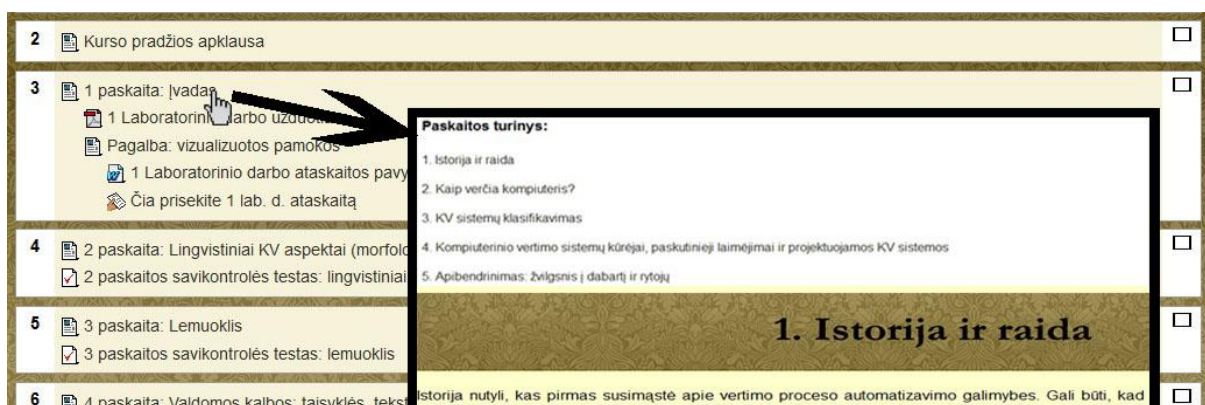 2 Kurso pradžios apklausa
3 1 paskaita: Įvadas
1 Laboratorinio darbo
Pagalba: vizualizuotos pamokos
1 Laboratorinio darbo ataskaitos
Čia prisekite 1 lab. d. ataskaitą
4 2 paskaita: Lingvistiniai KV aspektai
2 paskaitos savikontrolės testas: lingvistiniai
5 3 paskaita: Lemuoklis
3 paskaitos savikontrolės testas: lemuoklis
6 4 paskaita: Valdomos kalbos: taisyklės,
Paskaitos turinys:
1. Istorija ir raida
2. Kaip verčia kompiuteris?
3. KV sistemų klasifikavimas
4. Kompiuterinio vertimo sistemų kūrėjai, paskutinieji laimėjimai ir projektuojamos KV sistemos
5. Apibendrinimas: žvilgsnis į dabartį ir rytojų
1. Istorija ir raida
Istorija nutyli, kas pirmas susimąstė apie vertimo proceso automatizavimo galimybes. Gali būti, kad